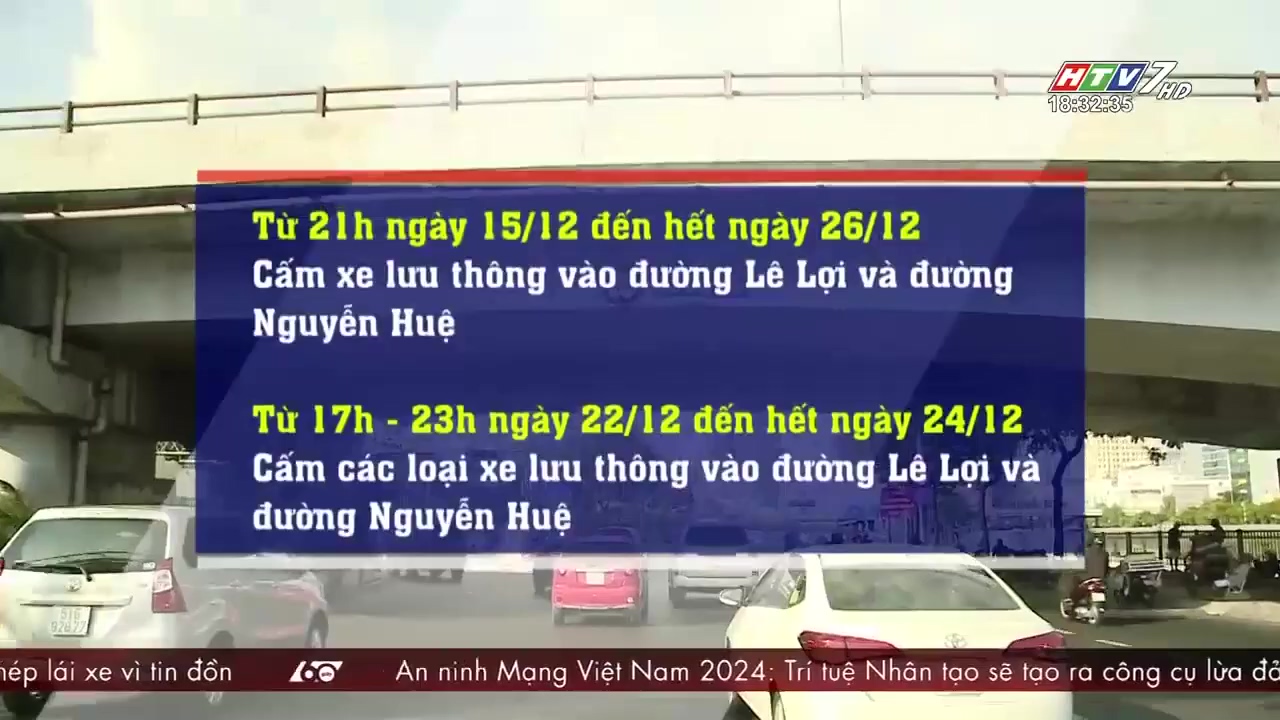 HTV7 HD
18:32:35
Từ 21h ngày 15/12 đến hết ngày 26/12
Cấm xe lưu thông vào đường Lê Lợi và đường
Nguyễn Huệ
Từ 17h - 23h ngày 22/12 đến hết ngày 24/12
Cấm các loại xe lưu thông vào đường Lê Lợi và
đường Nguyễn Huệ
hép lái xe vì tin đồn
60 An ninh Mạng Việt Nam 2024: Trí tuệ Nhân tạo sẽ tạo ra công cụ lừa đả